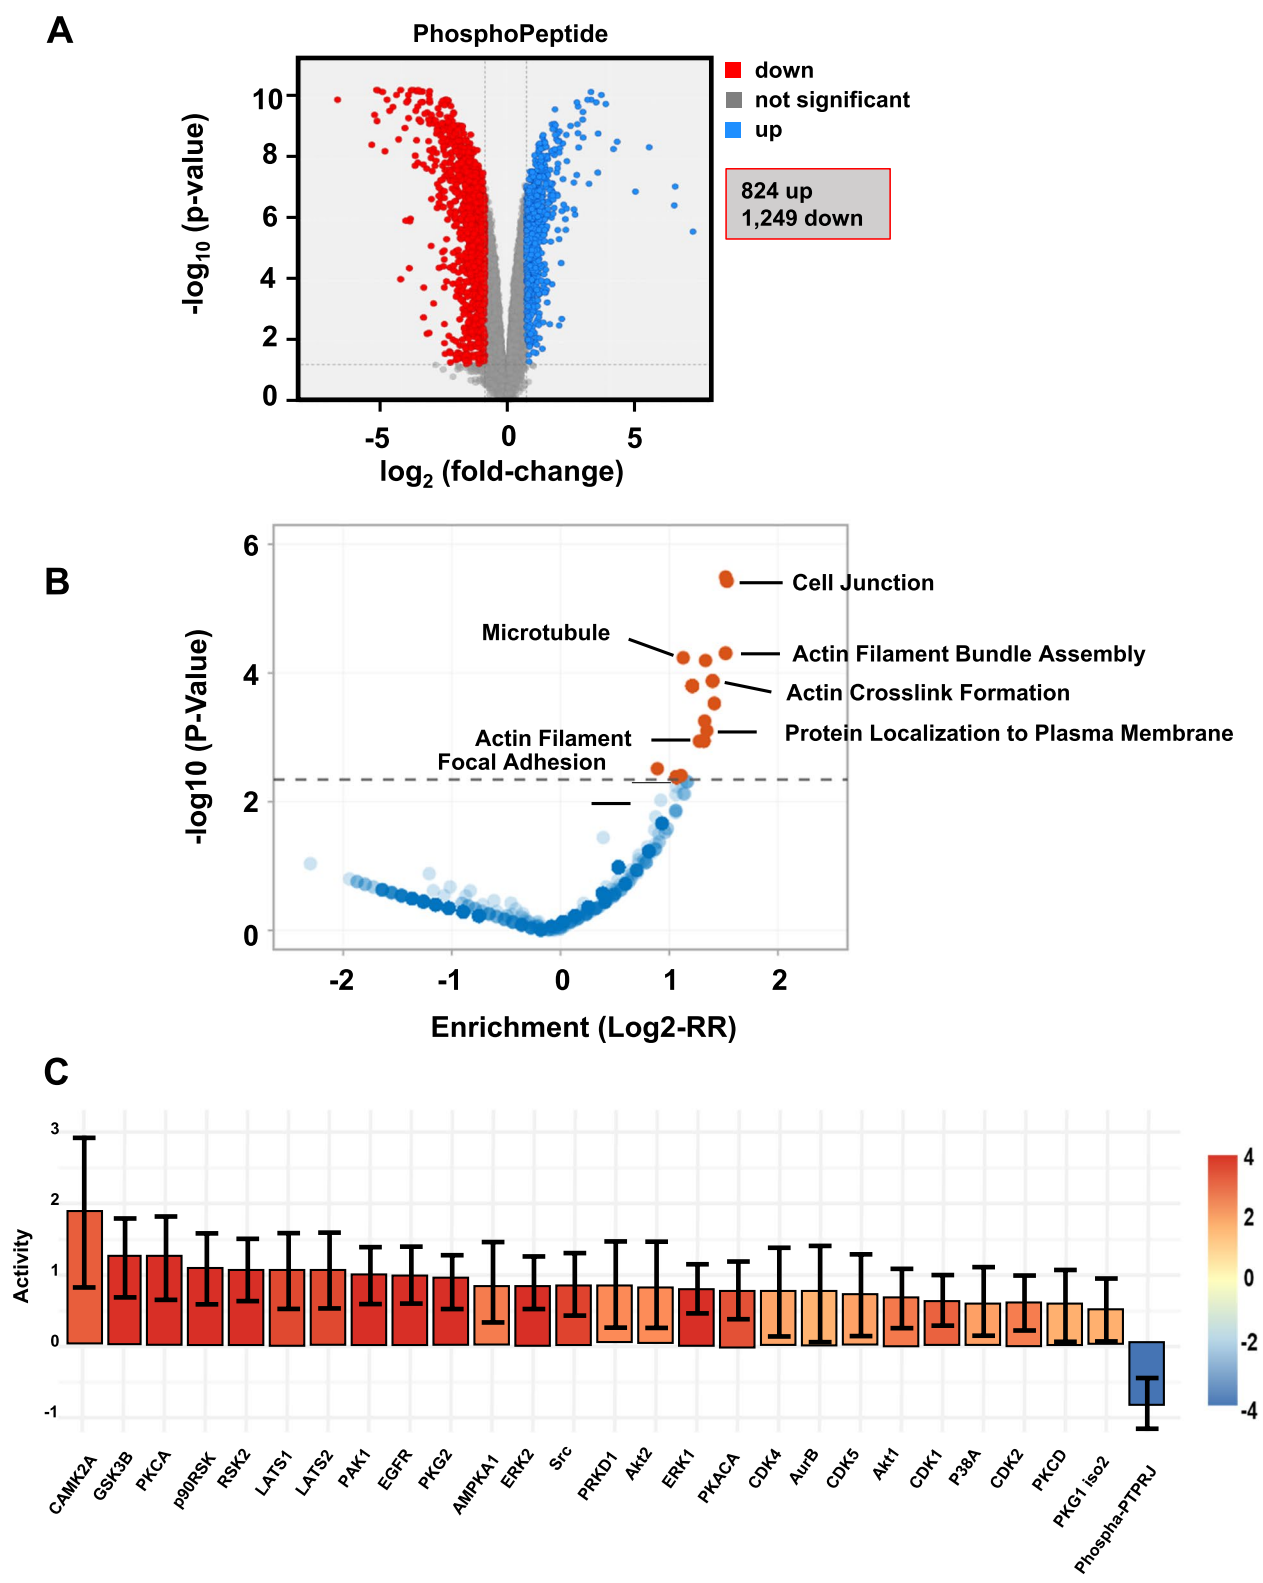 A
PhosphoPeptide
down
not significant
up
824 up
1,249 down
-log10 (p-value)
10
8
6
4
2
0
-5
0
5
log2 (fold-change)
B
-log10 (P-Value)
6
4
2
0
Cell Junction
Microtubule
Actin Filament Bundle Assembly
Actin Crosslink Formation
Protein Localization to Plasma Membrane
Actin Filament
Focal Adhesion
-2
-1
0
1
2
Enrichment (Log2-RR)
C
Activity
3
2
1
0
-1
4
2
0
-2
-4
CAMK2A
GSK3B
PKCA
p90RSK
RSK2
LATS1
LATS2
PAK1
EGFR
PKG2
AMPKA1
ERK2
Src
PRKD1
Akt2
ERK1
PKACA
CDK4
AurB
CDK5
Akt1
CDK1
P38A
CDK2
PKCD
PKG1 iso2
Phospha-PTPRJ